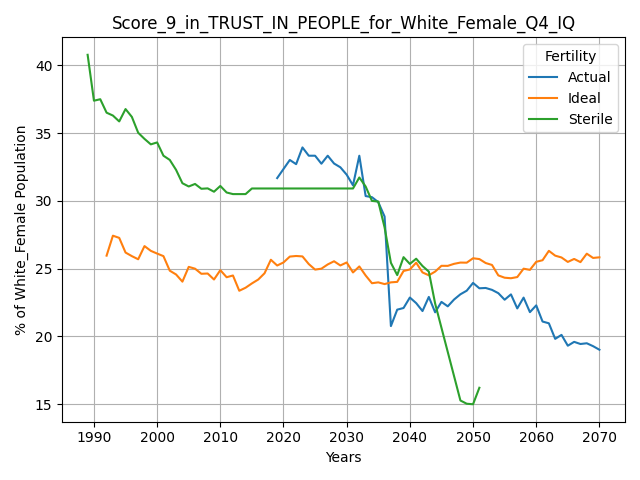 Score_9_in_TRUST_IN_PEOPLE_for_White_Female_Q4_IQ
Fertility
Actual
Ideal
Sterile
% of White_Female Population
40
35
30
25
20
15
1990 2000 2010 2020 2030 2040 2050 2060 2070
Years